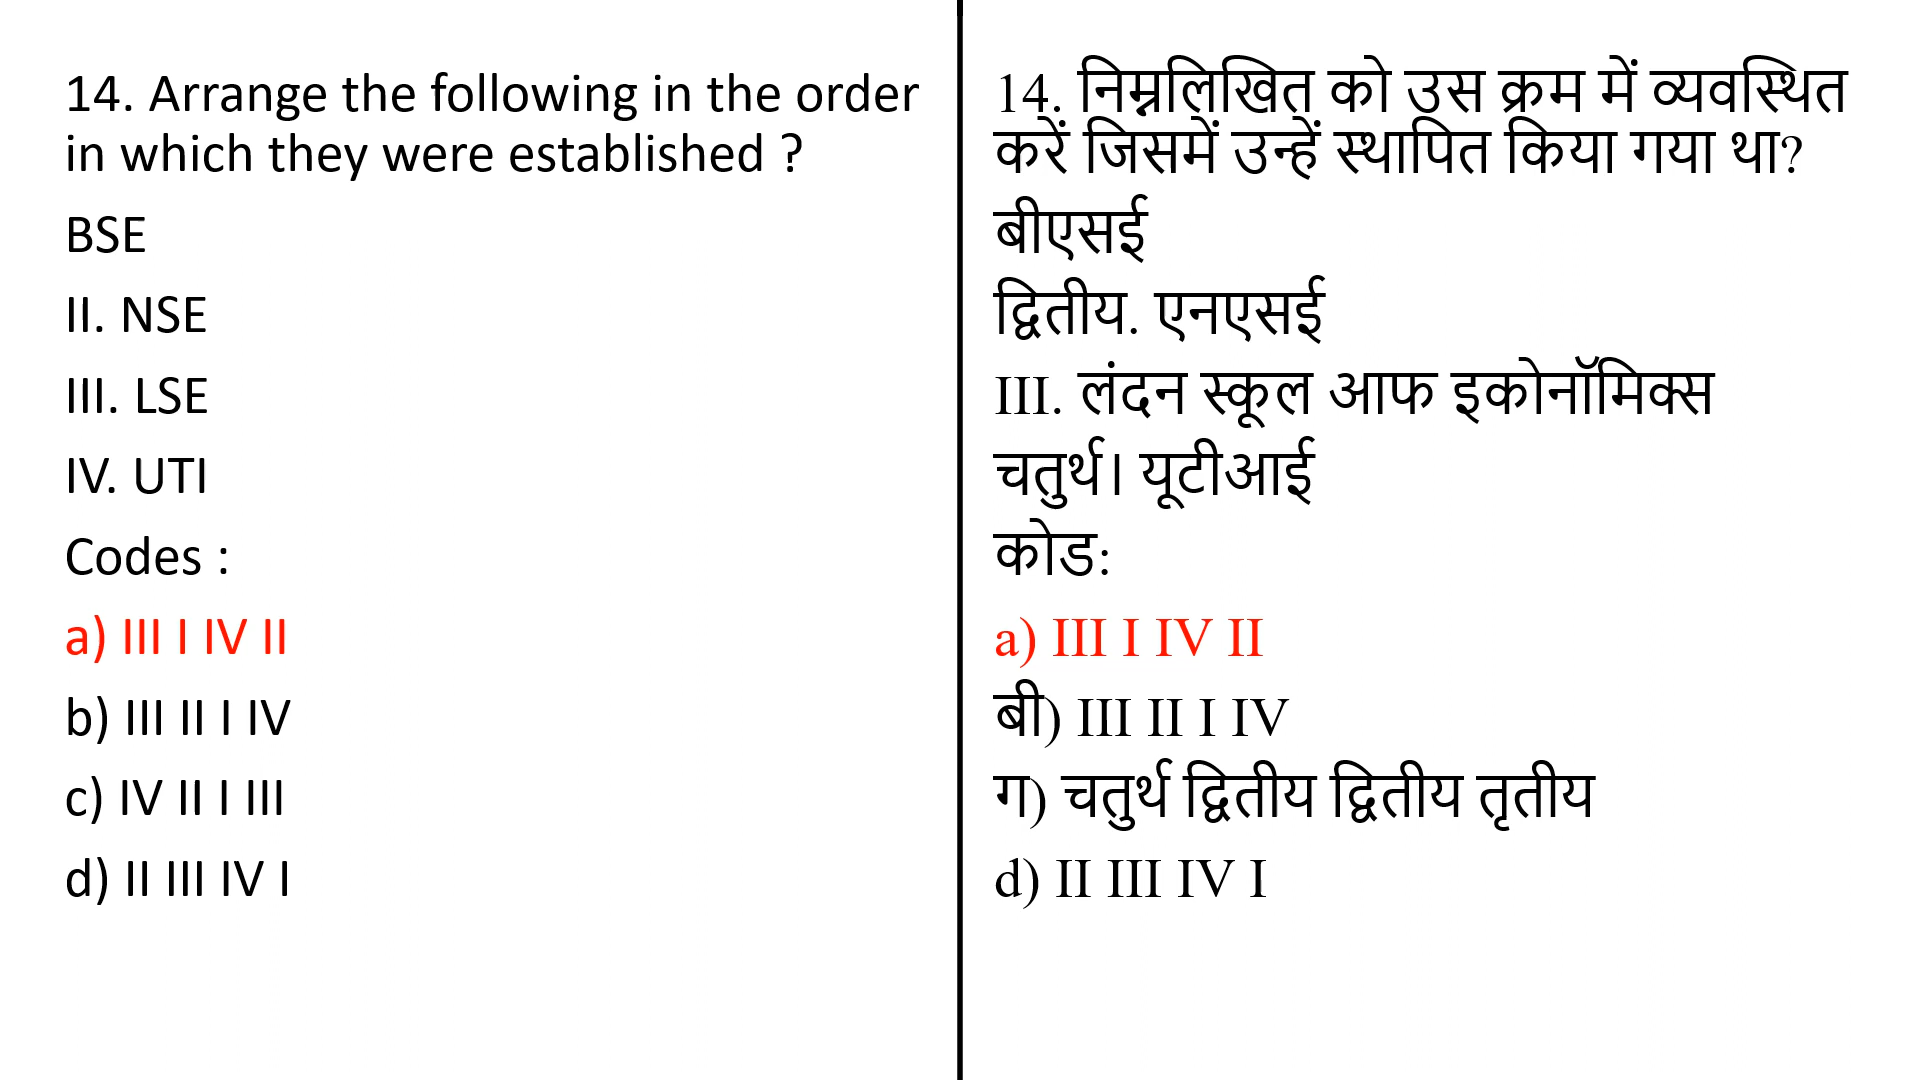 14. Arrange the following in the order
in which they were established ?
BSE
II. NSE
III. LSE
IV. UTI
Codes :
a) III I IV II
b) III II I IV
c) IV II I III
d) II III IV I
14. निम्नलिखित को उस क्रम में व्यवस्थित
करें जिसमें उन्हें स्थापित किया गया था?
बीएसई
द्वितीय. एनएसई
III. लंदन स्कूल आफ इकोनॉमिक्स
चतुर्थ। यूटीआई
कोडः
a) III I IV II
बी) III II I IV
ग) चतुर्थ द्वितीय द्वितीय तृतीय
d) II III IV I